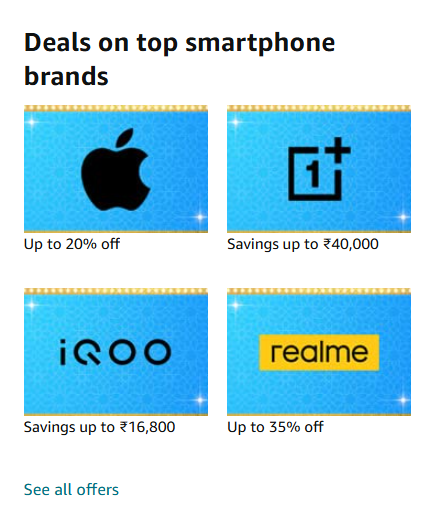 Deals on top smartphone
brands
1
Up to 20% off
Savings up to ₹40,000
iQOO
realme
Savings up to ₹16,800
Up to 35% off
See all offers